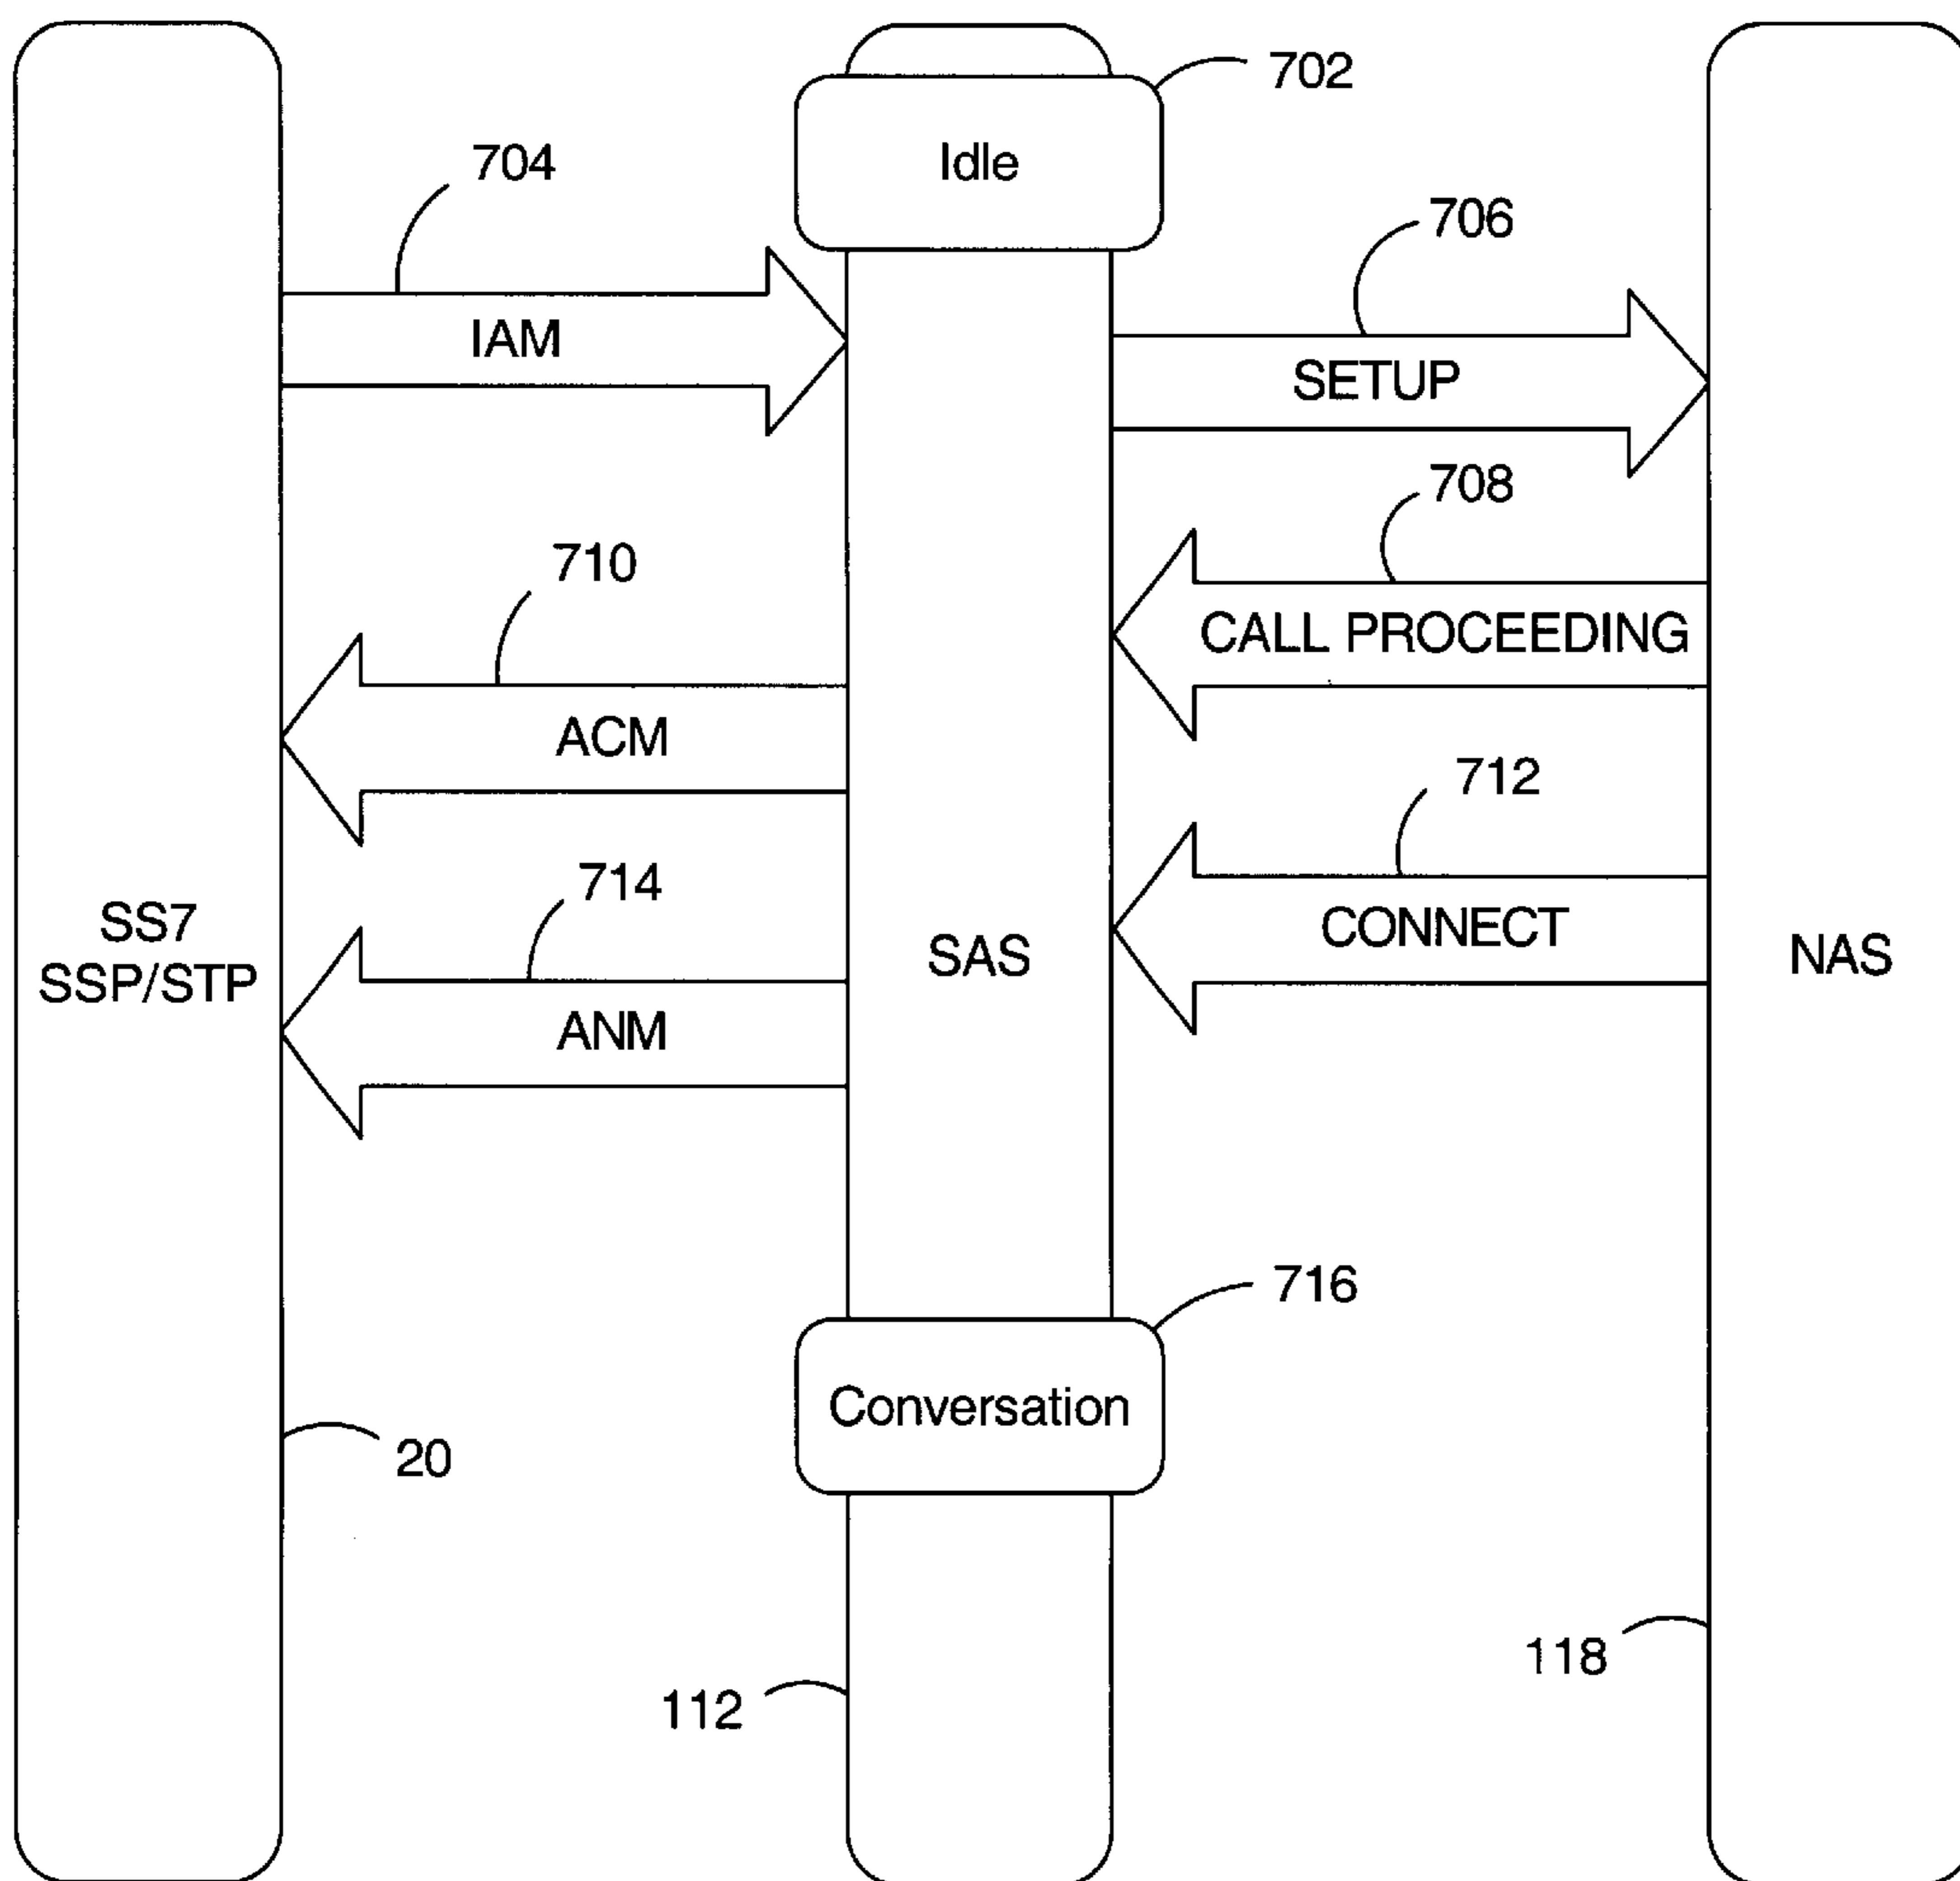 702
Idle
704
706
IAM
SETUP
708
710
CALL PROCEEDING
ACM
712
714
CONNECT
SS7
SSP/STP
SAS
NAS
ANM
716
Conversation
20
118
112